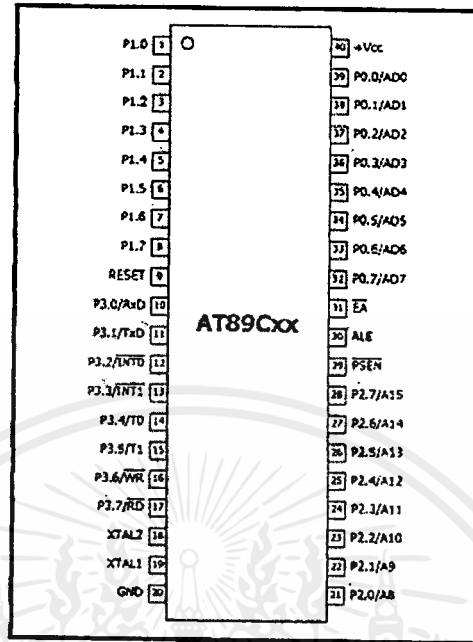 P1.0 1 40 +Vcc
P1.1 2 39 P0.0/AD0
P1.2 3 38 P0.1/AD1
P1.3 4 37 P0.2/AD2
P1.4 5 36 P0.3/AD3
P1.5 6 35 P0.4/AD4
P1.6 7 34 P0.5/AD5
P1.7 8 33 P0.6/AD6
RESET 9 32 P0.7/AD7
P3.0/RxD 10 31 E̅A̅
P3.1/TxD 11 30 ALE
P3.2/I̅N̅T̅0̅ 12 29 P̅S̅E̅N̅
P3.3/I̅N̅T̅1̅ 13 28 P2.7/A15
P3.4/T0 14 27 P2.6/A14
P3.5/T1 15 26 P2.5/A13
P3.6/W̅R̅ 16 25 P2.4/A12
P3.7/R̅D̅ 17 24 P2.3/A11
XTAL2 18 23 P2.2/A10
XTAL1 19 22 P2.1/A9
GND 20 21 P2.0/A8
AT89Cxx